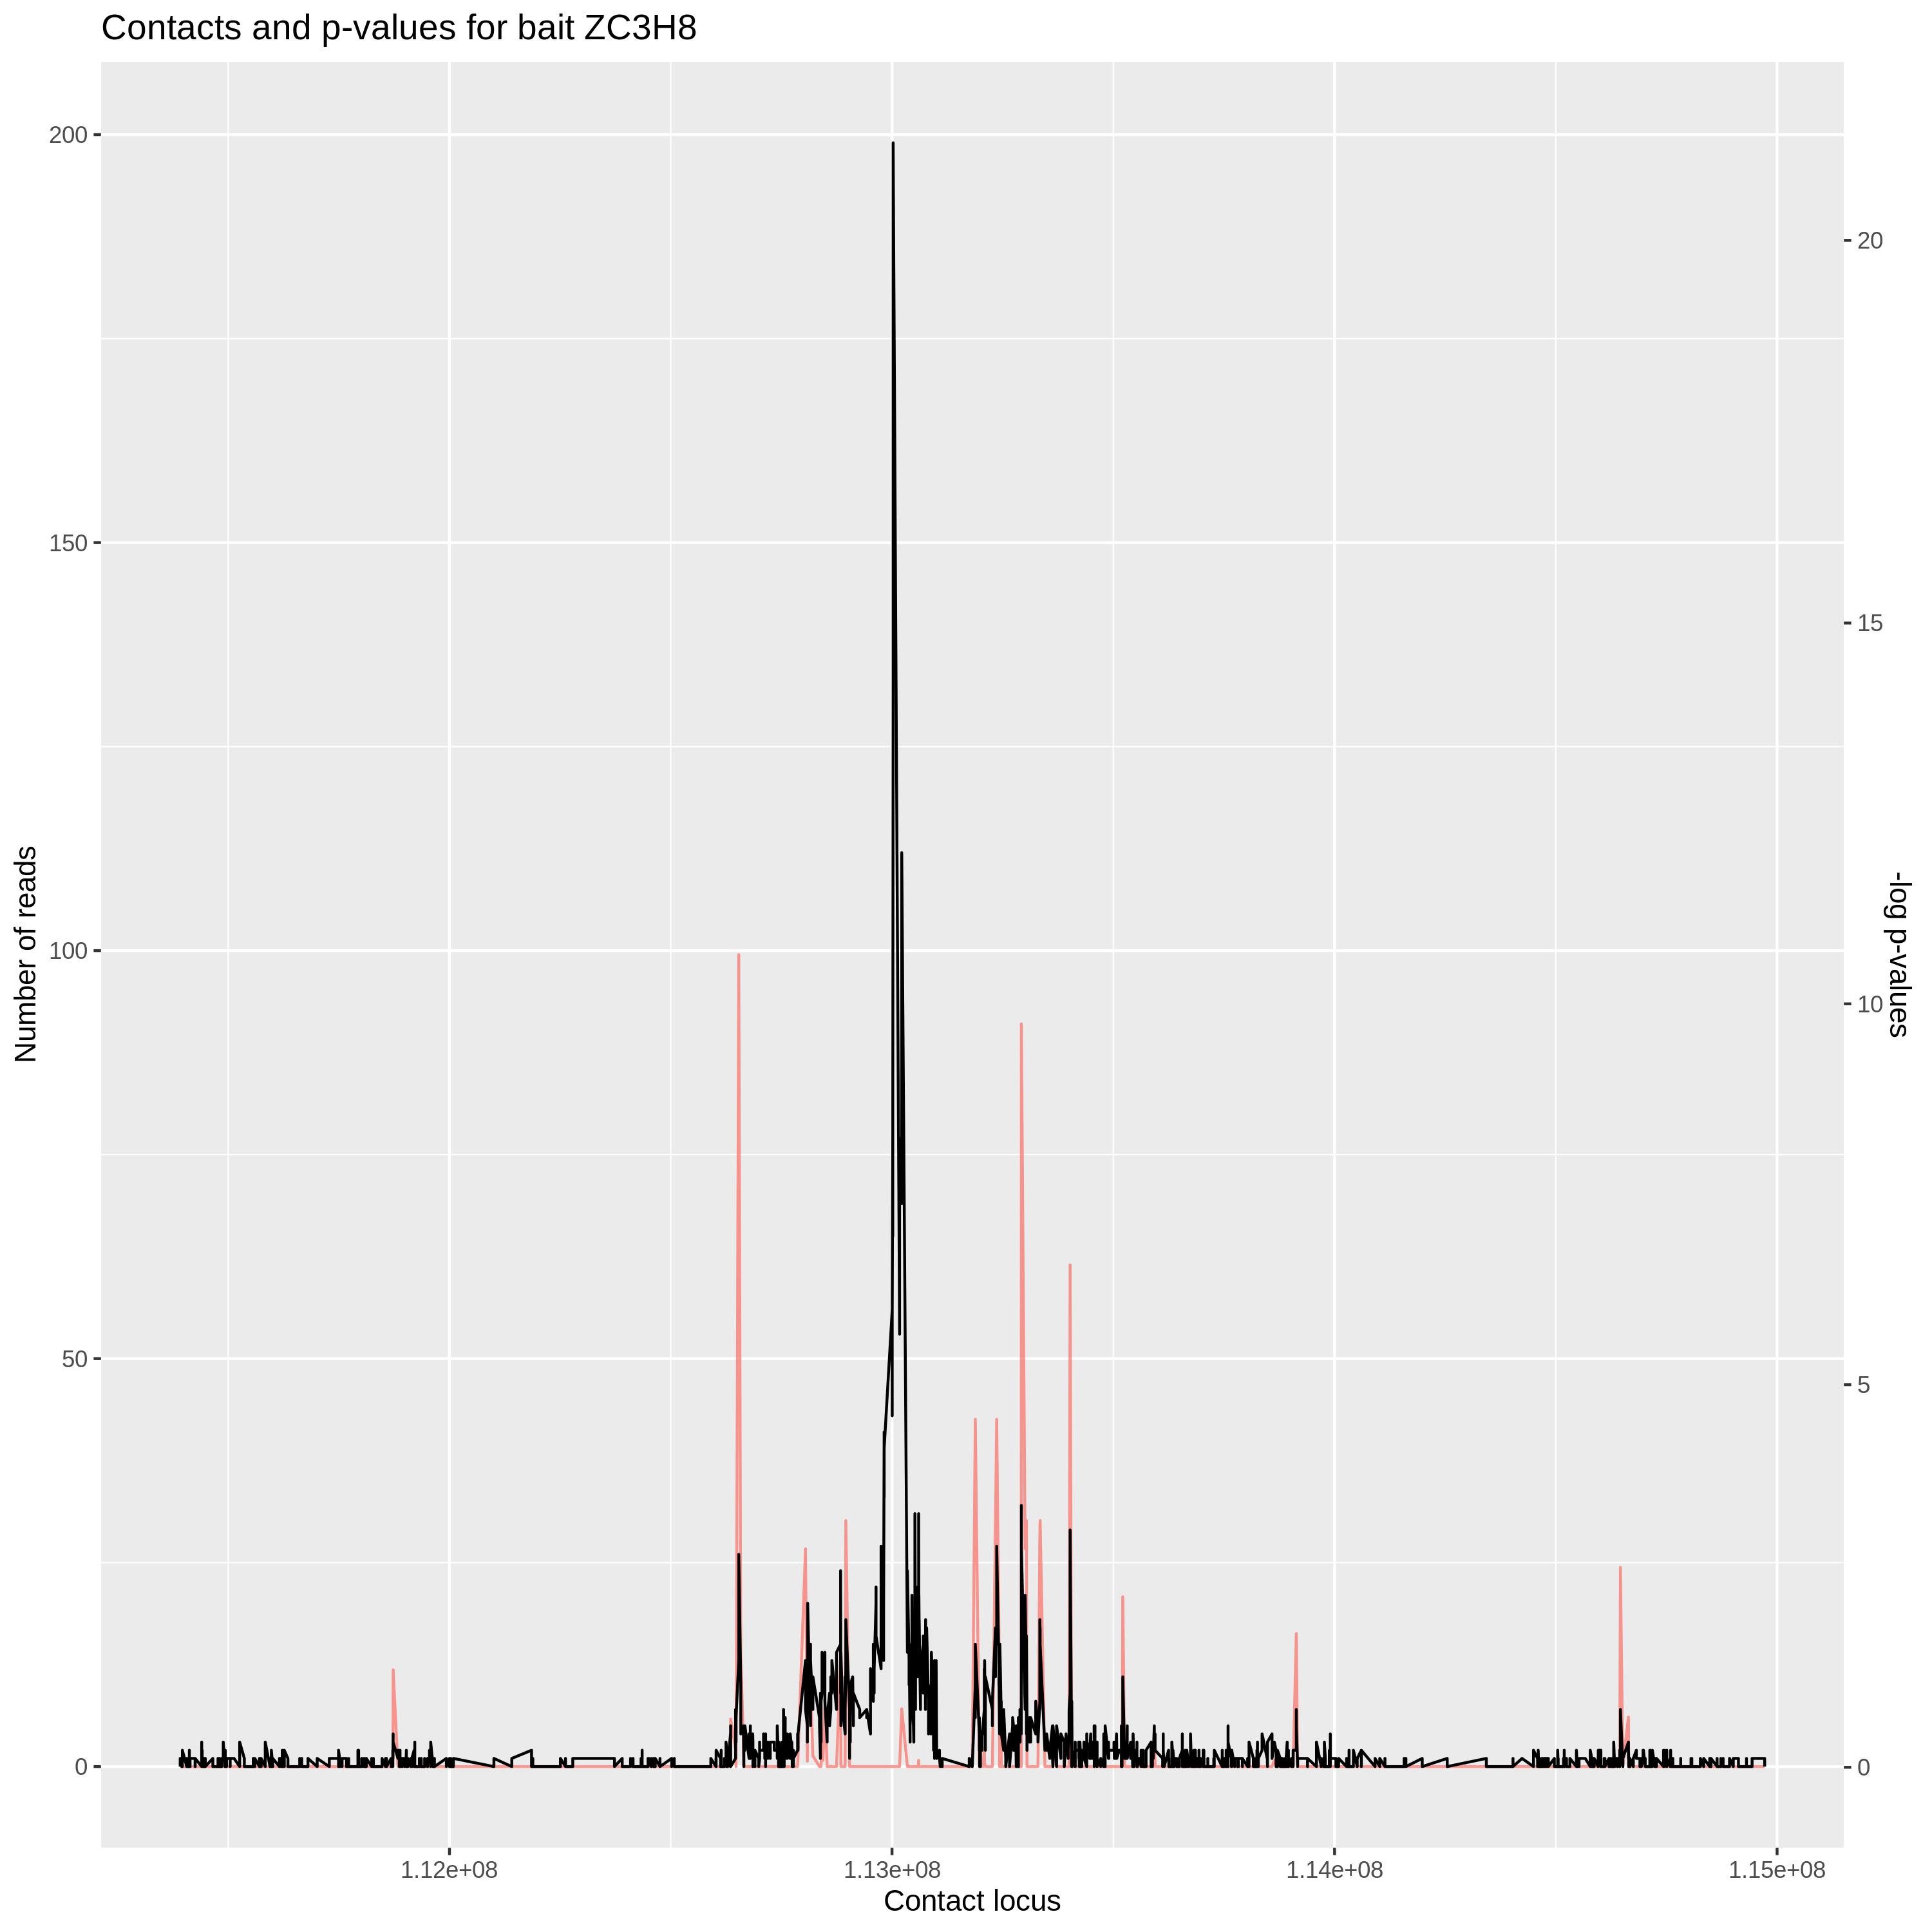 Contacts and p-values for bait ZC3H8
200
150
100
50
0
Number of reads
20
15
10
5
0
-log p-values
1.12e+08
1.13e+08
1.14e+08
1.15e+08
Contact locus